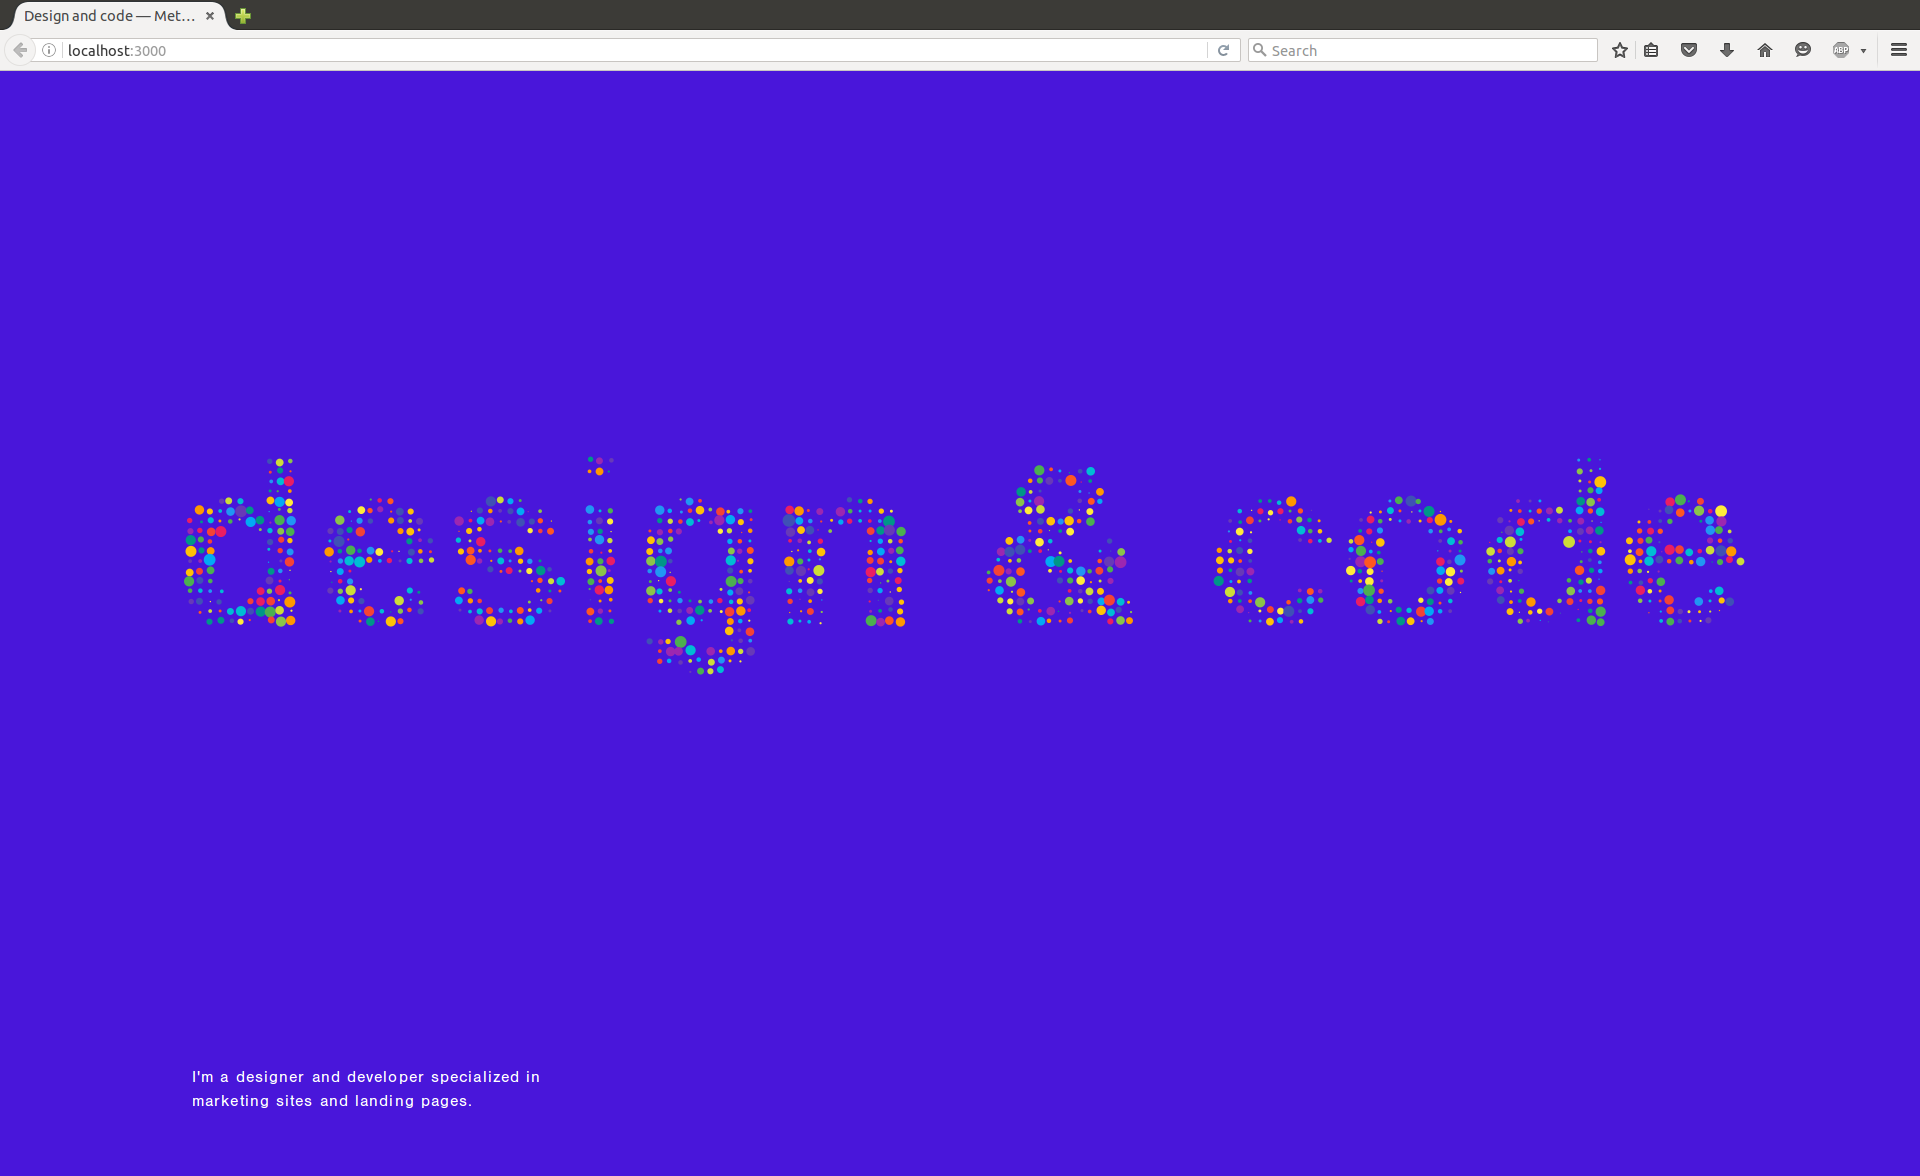 Design and code — Met...
localhost:3000
Search
ABP
design & code
I'm a designer and developer specialized in
marketing sites and landing pages.